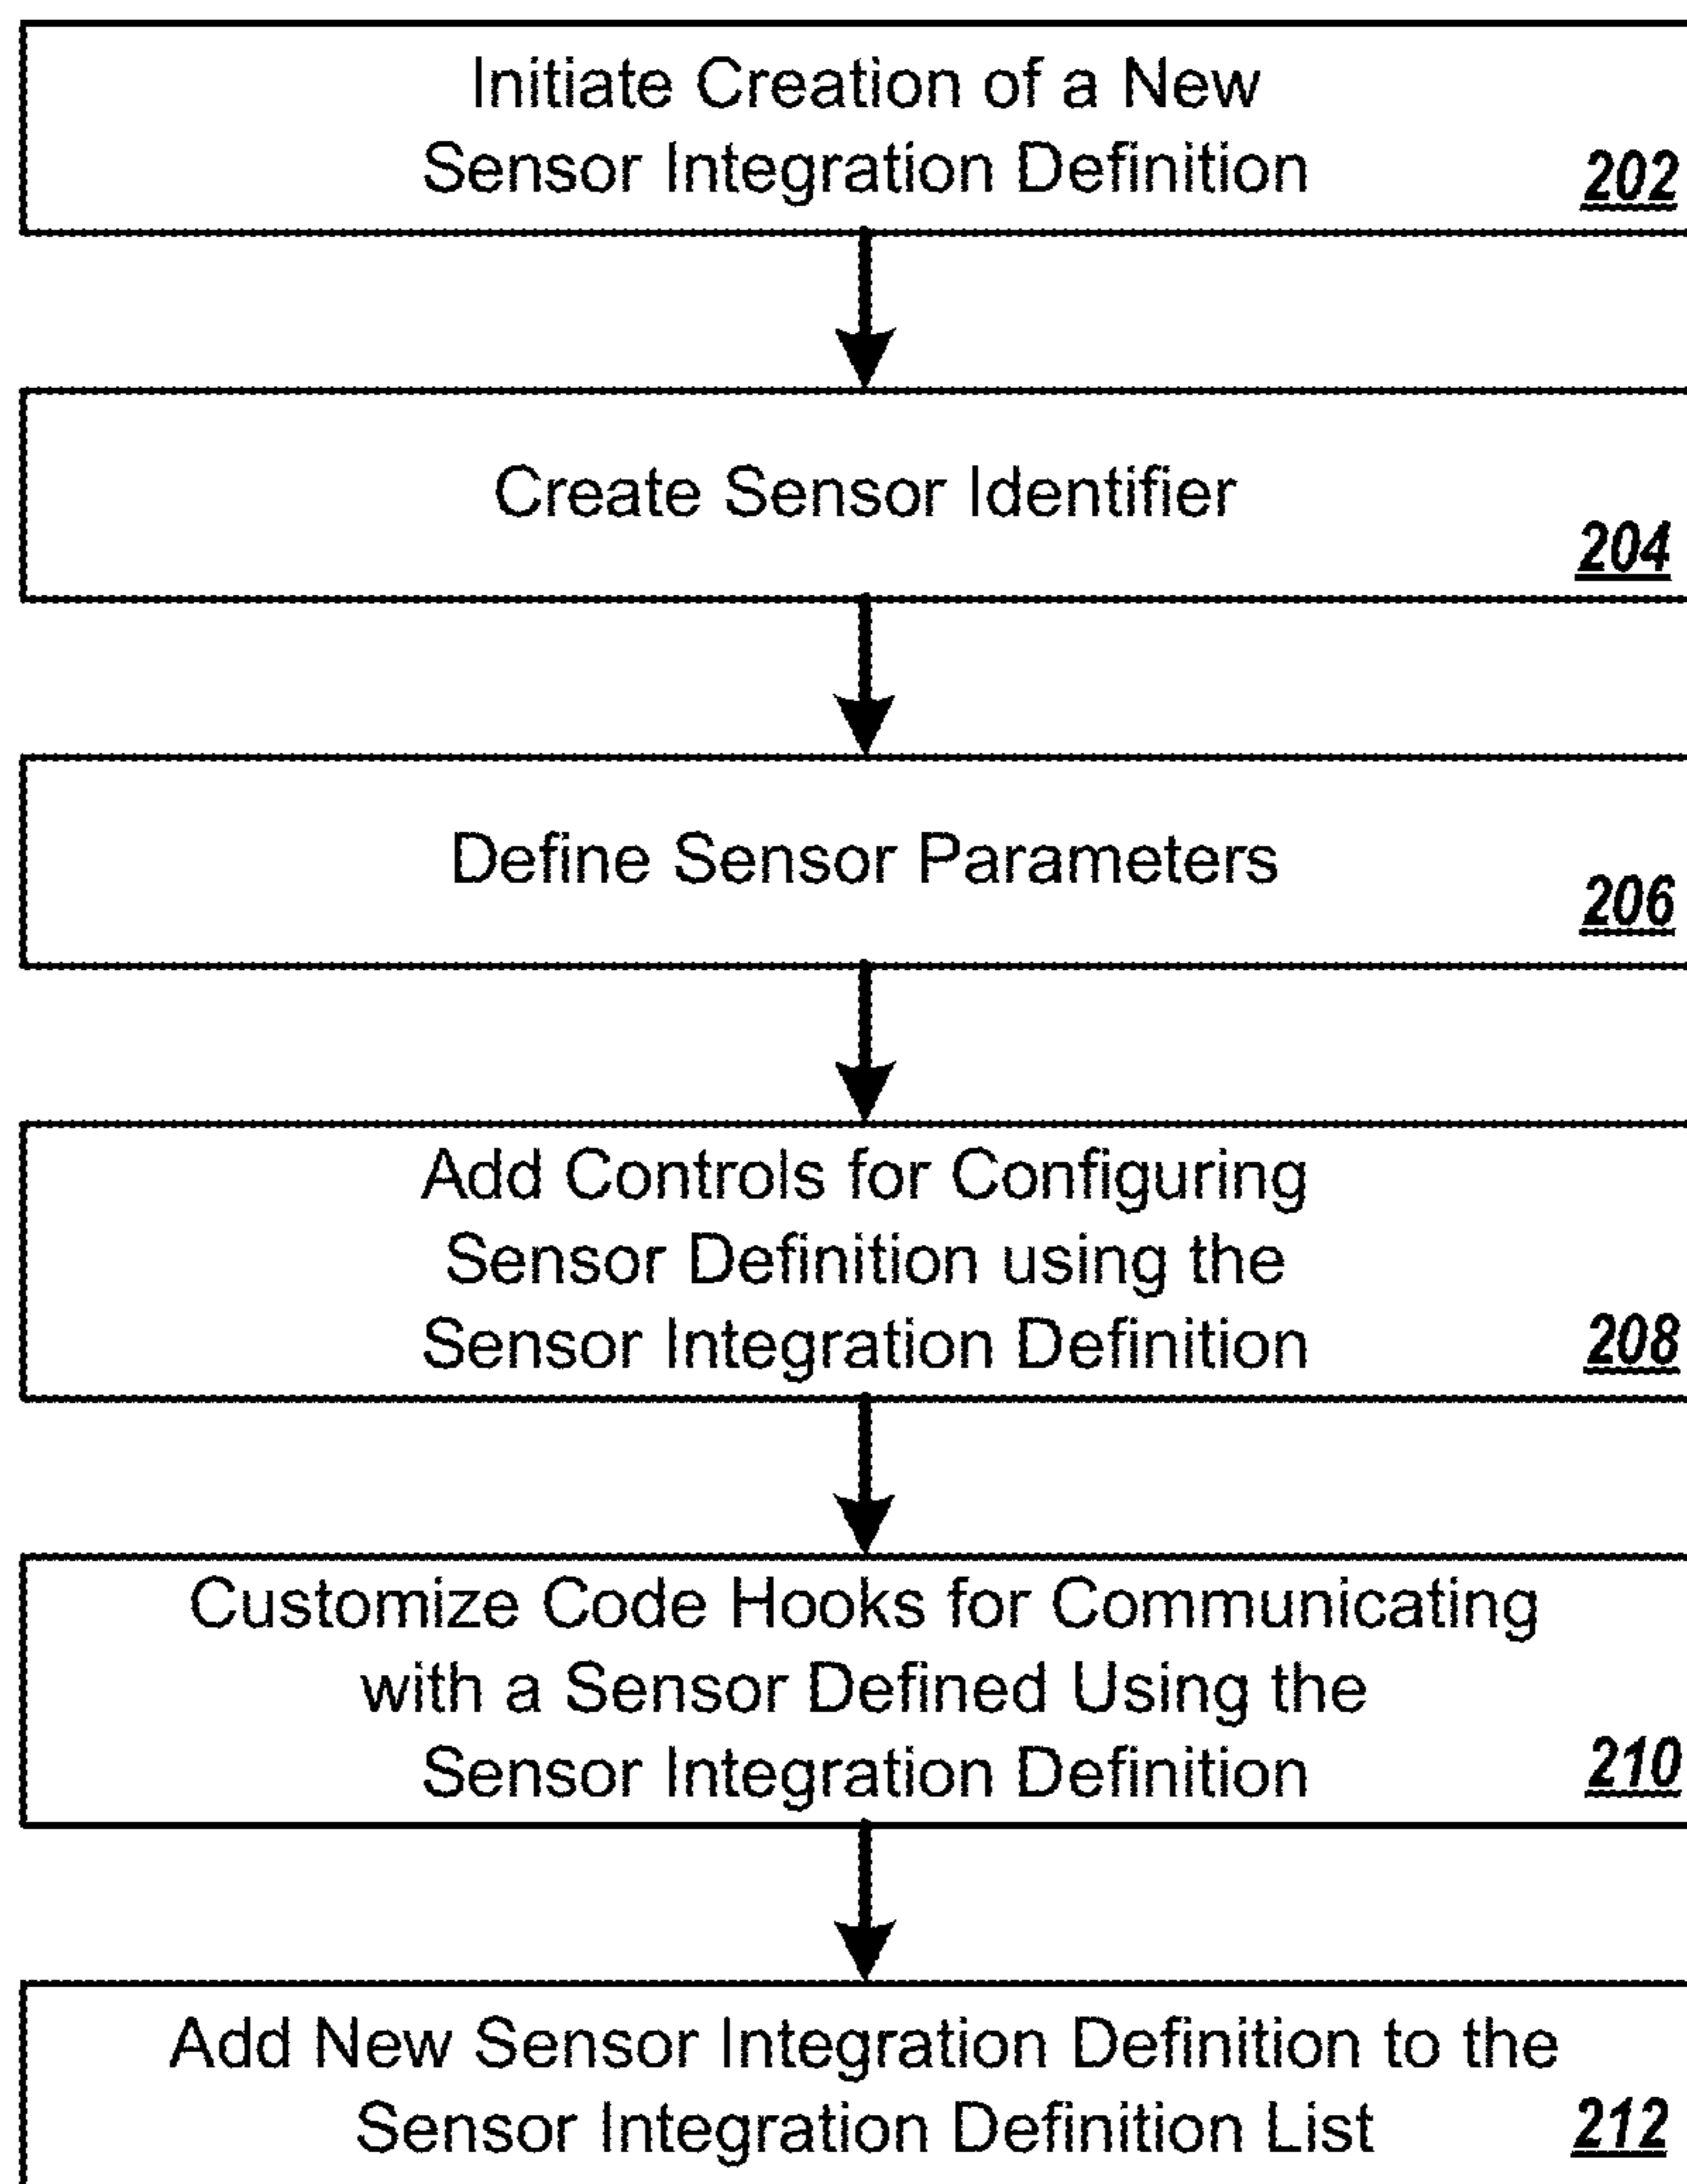 Initiate Creation of a New
Sensor Integration Definition
202
Create Sensor Identifier
204
Define Sensor Parameters
206
Add Controls for Configuring
Sensor Definition using the
Sensor Integration Definition
208
Customize Code Hooks for Communicating
with a Sensor Defined Using the
Sensor Integration Definition
210
Add New Sensor Integration Definition to the
Sensor Integration Definition List
212